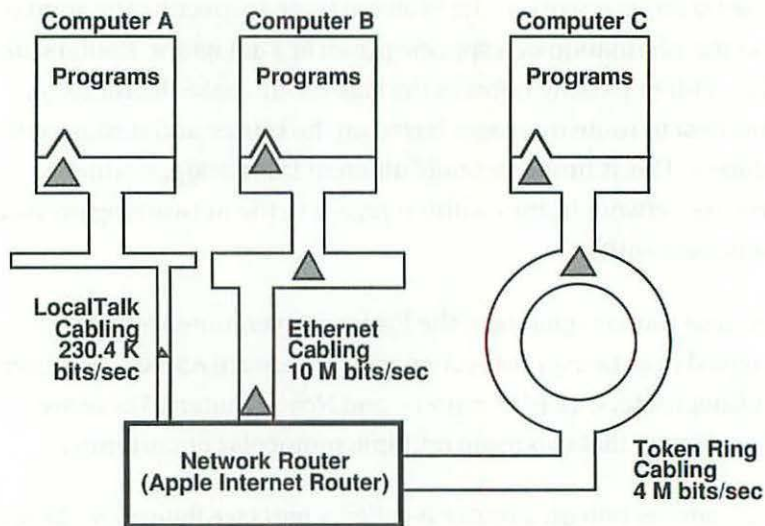 Computer A
Computer B
Computer C
Programs
Programs
Programs
LocalTalk
Cabling
230.4 K
bits/sec
Ethernet
Cabling
10 M bits/sec
Network Router
(Apple Internet Router)
Token Ring
Cabling
4 M bits/sec